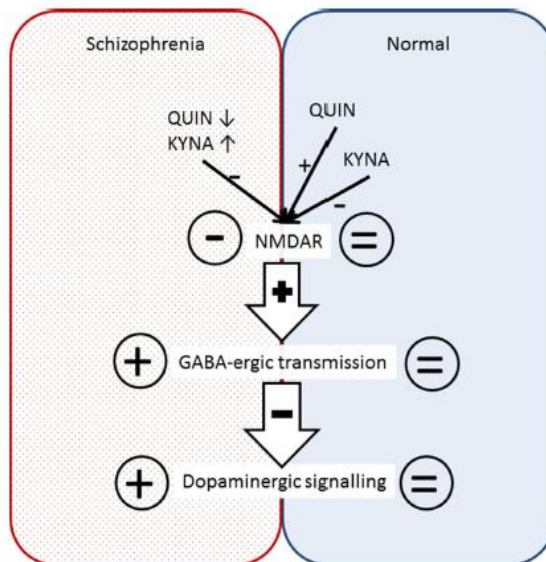 Schizophrenia
Normal
QUIN ↓
KYNA ↑
QUIN
KYNA
-
+
-
- NMDAR =
+
+ GABA-ergic transmission =
-
+ Dopaminergic signalling =